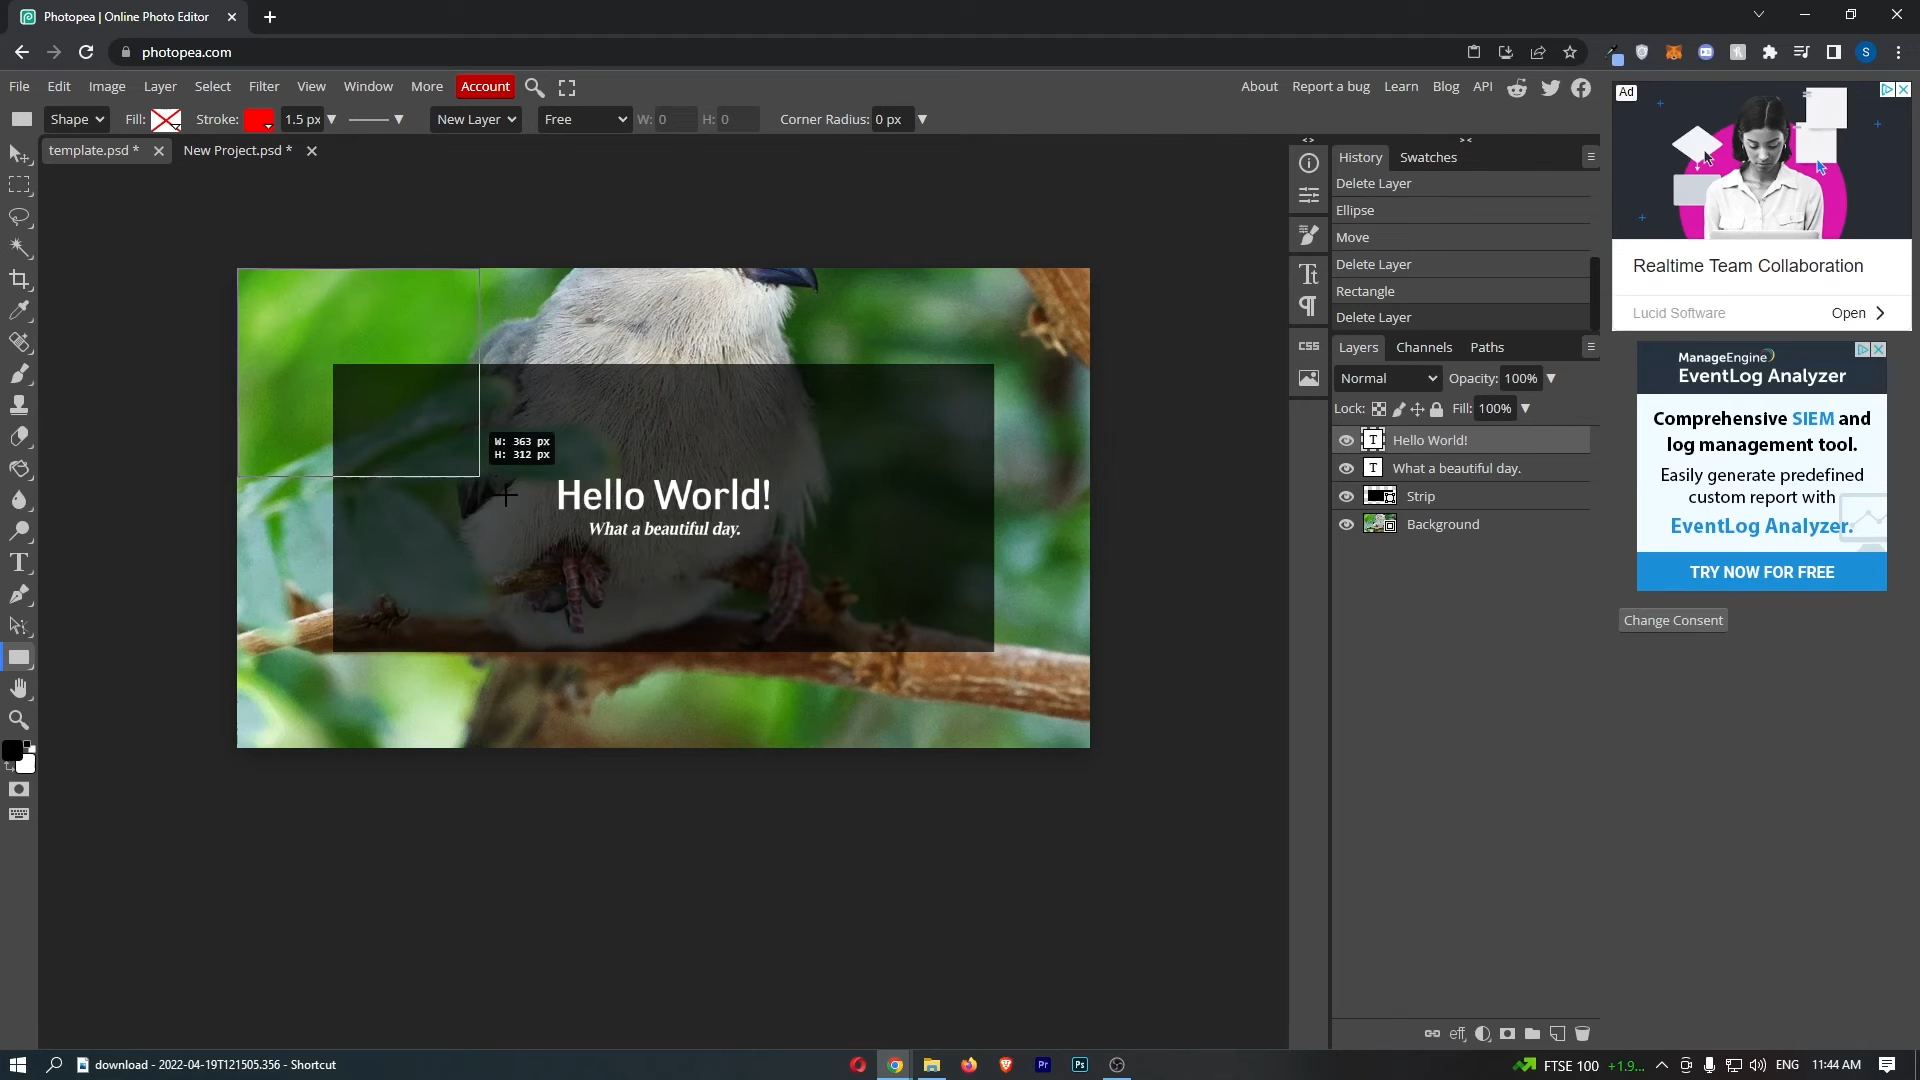 Photopea | Online Photo Editor
photopea.com
S
File Edit Image Layer Select Filter View Window More Account
About Report a bug Learn Blog API
Shape Fill: Stroke: 1.5 px New Layer Free W: 0 H: 0 Corner Radius: 0 px
template.psd * New Project.psd *
History Swatches
Delete Layer
Ellipse
Move
Delete Layer
Rectangle
Delete Layer
Layers Channels Paths
Normal Opacity: 100%
Lock: Fill: 100%
T Hello World!
T What a beautiful day.
Strip
Background
CSS
W: 363 px
H: 312 px
Hello World!
What a beautiful day.
eff
Ad
Realtime Team Collaboration
Lucid Software Open
ManageEngine
EventLog Analyzer
Comprehensive SIEM and
log management tool.
Easily generate predefined
custom report with
EventLog Analyzer.
TRY NOW FOR FREE
Change Consent
download - 2022-04-19T121505.356 - Shortcut
Pr
Ps
FTSE 100 +1.9... ENG 11:44 AM